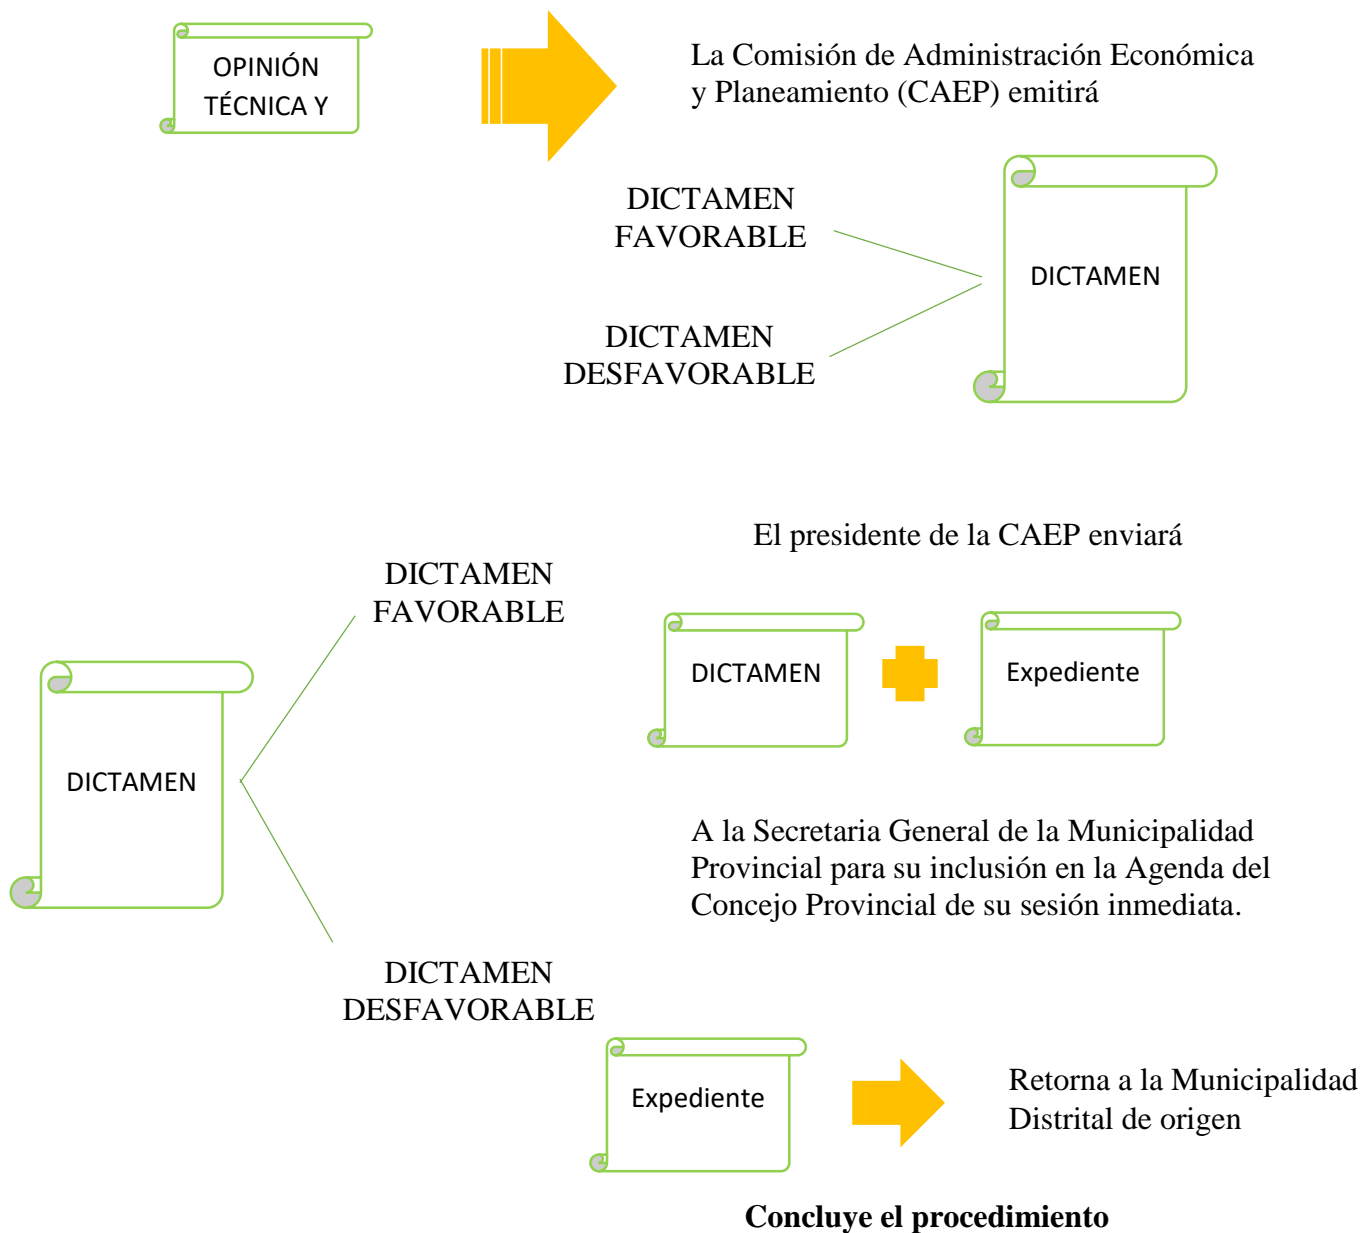 OPINIÓN
TÉCNICA Y
La Comisión de Administración Económica
y Planeamiento (CAEP) emitirá
DICTAMEN
FAVORABLE
DICTAMEN
DICTAMEN
DESFAVORABLE
El presidente de la CAEP enviará
DICTAMEN
FAVORABLE
DICTAMEN
Expediente
DICTAMEN
A la Secretaria General de la Municipalidad
Provincial para su inclusión en la Agenda del
Concejo Provincial de su sesión inmediata.
DICTAMEN
DESFAVORABLE
Expediente
Retorna a la Municipalidad
Distrital de origen
Concluye el procedimiento